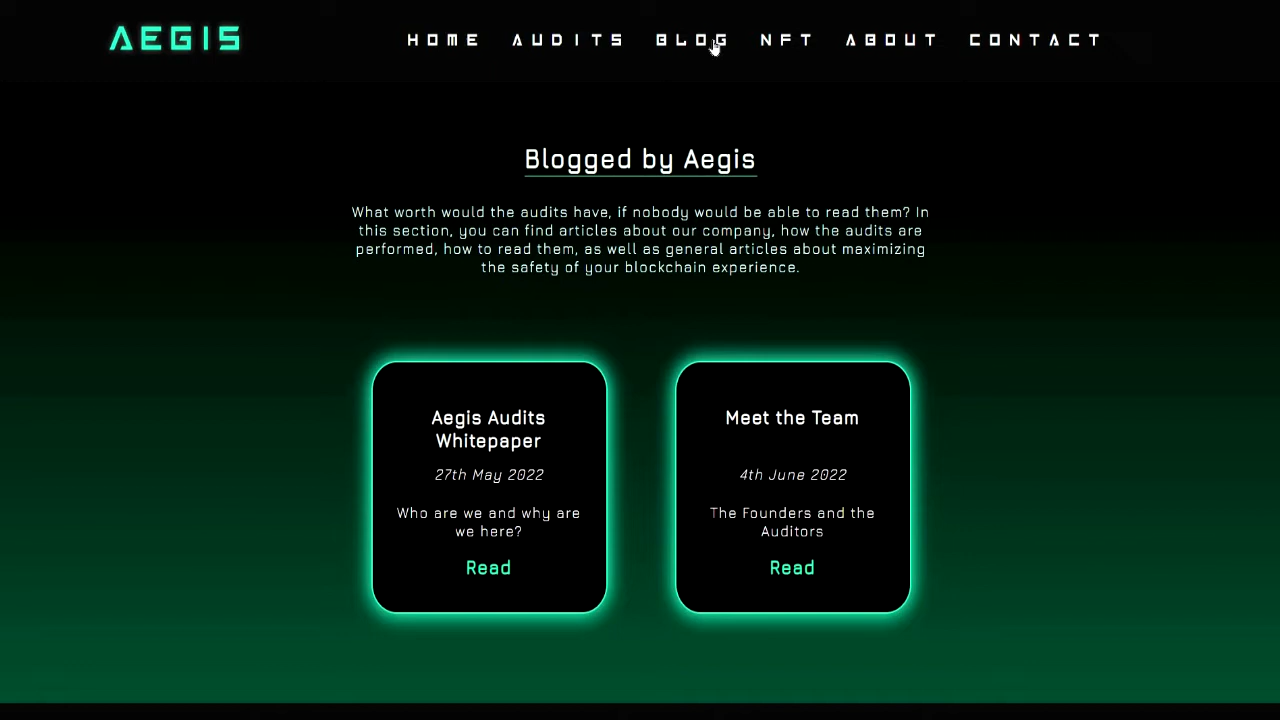 AEGIS
HOME AUDITS BLOG NFT ABOUT CONTACT
Blogged by Aegis
What worth would the audits have, if nobody would be able to read them? In
this section, you can find articles about our company, how the audits are
performed, how to read them, as well as general articles about maximizing
the safety of your blockchain experience.
Aegis Audits
Whitepaper
27th May 2022
Who are we and why are
we here?
Read
Meet the Team
4th June 2022
The Founders and the
Auditors
Read